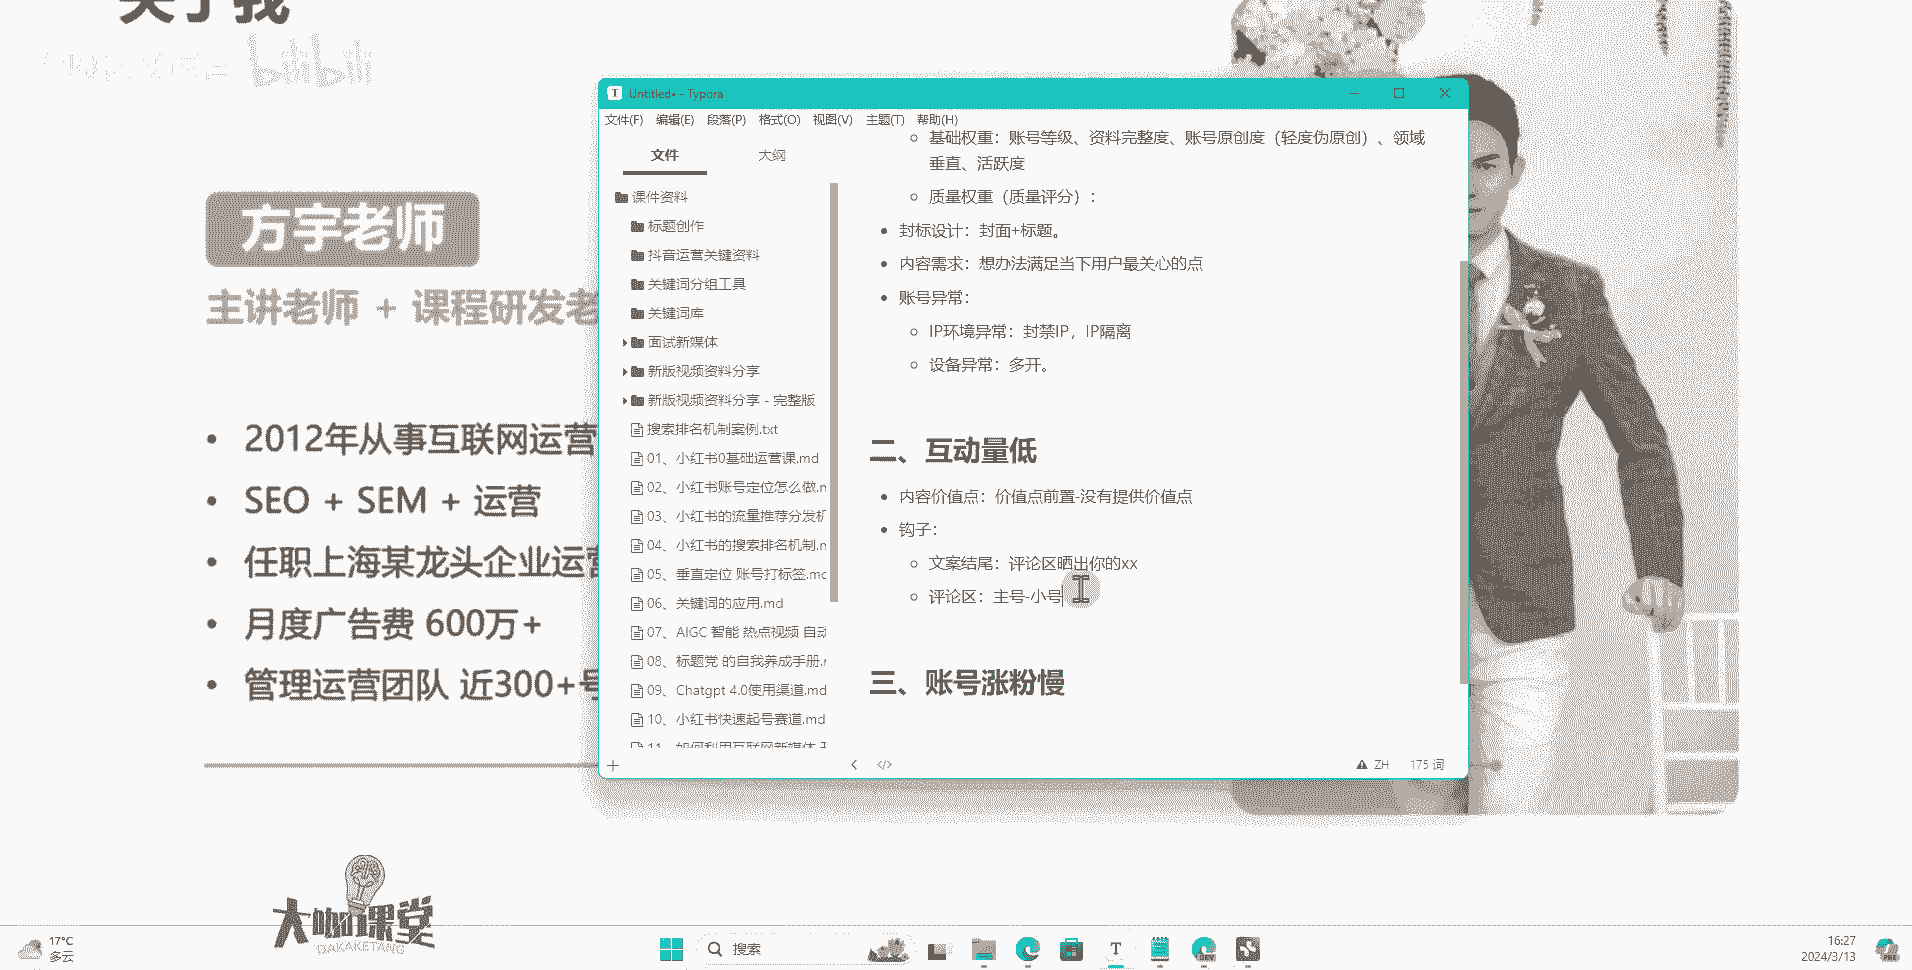 关于我
bilibili
方宇老师
主讲老师 + 课程研发老
2012年从事互联网运营
SEO + SEM + 运营
任职上海某龙头企业运营
月度广告费 600万+
管理运营团队 近300+号
大咖课堂
DAKAKETANG
T Untitled• - Typora
文件(F) 编辑(E) 段落(P) 格式(O) 视图(V) 主题(T) 帮助(H)
文件 大纲
课件资料
标题创作
抖音运营关键资料
关键词分组工具
关键词库
面试新媒体
新版视频资料分享
新版视频资料分享 - 完整版
搜索排名机制案例.txt
01、小红书0基础运营课.md
02、小红书账号定位怎么做.m
03、小红书的流量推荐分发机
04、小红书的搜索排名机制.m
05、垂直定位 账号打标签.md
06、关键词的应用.md
07、AIGC 智能 热点视频 自动
08、标题党 的自我养成手册.
09、Chatgpt 4.0使用渠道.md
10、小红书快速起号赛道.md
11、如何利用互联网新媒体
基础权重：账号等级、资料完整度、账号原创度（轻度伪原创）、领域
垂直、活跃度
质量权重（质量评分）：
封标设计：封面+标题。
内容需求：想办法满足当下用户最关心的点
账号异常：
IP环境异常：封禁IP，IP隔离
设备异常：多开。
二、互动量低
内容价值点：价值点前置-没有提供价值点
钩子：
文案结尾：评论区晒出你的xx
评论区：主号-小号
三、账号涨粉慢
ZH 175 词
17°C
多云
搜索
T
DEV
16:27
2024/3/13
PRE